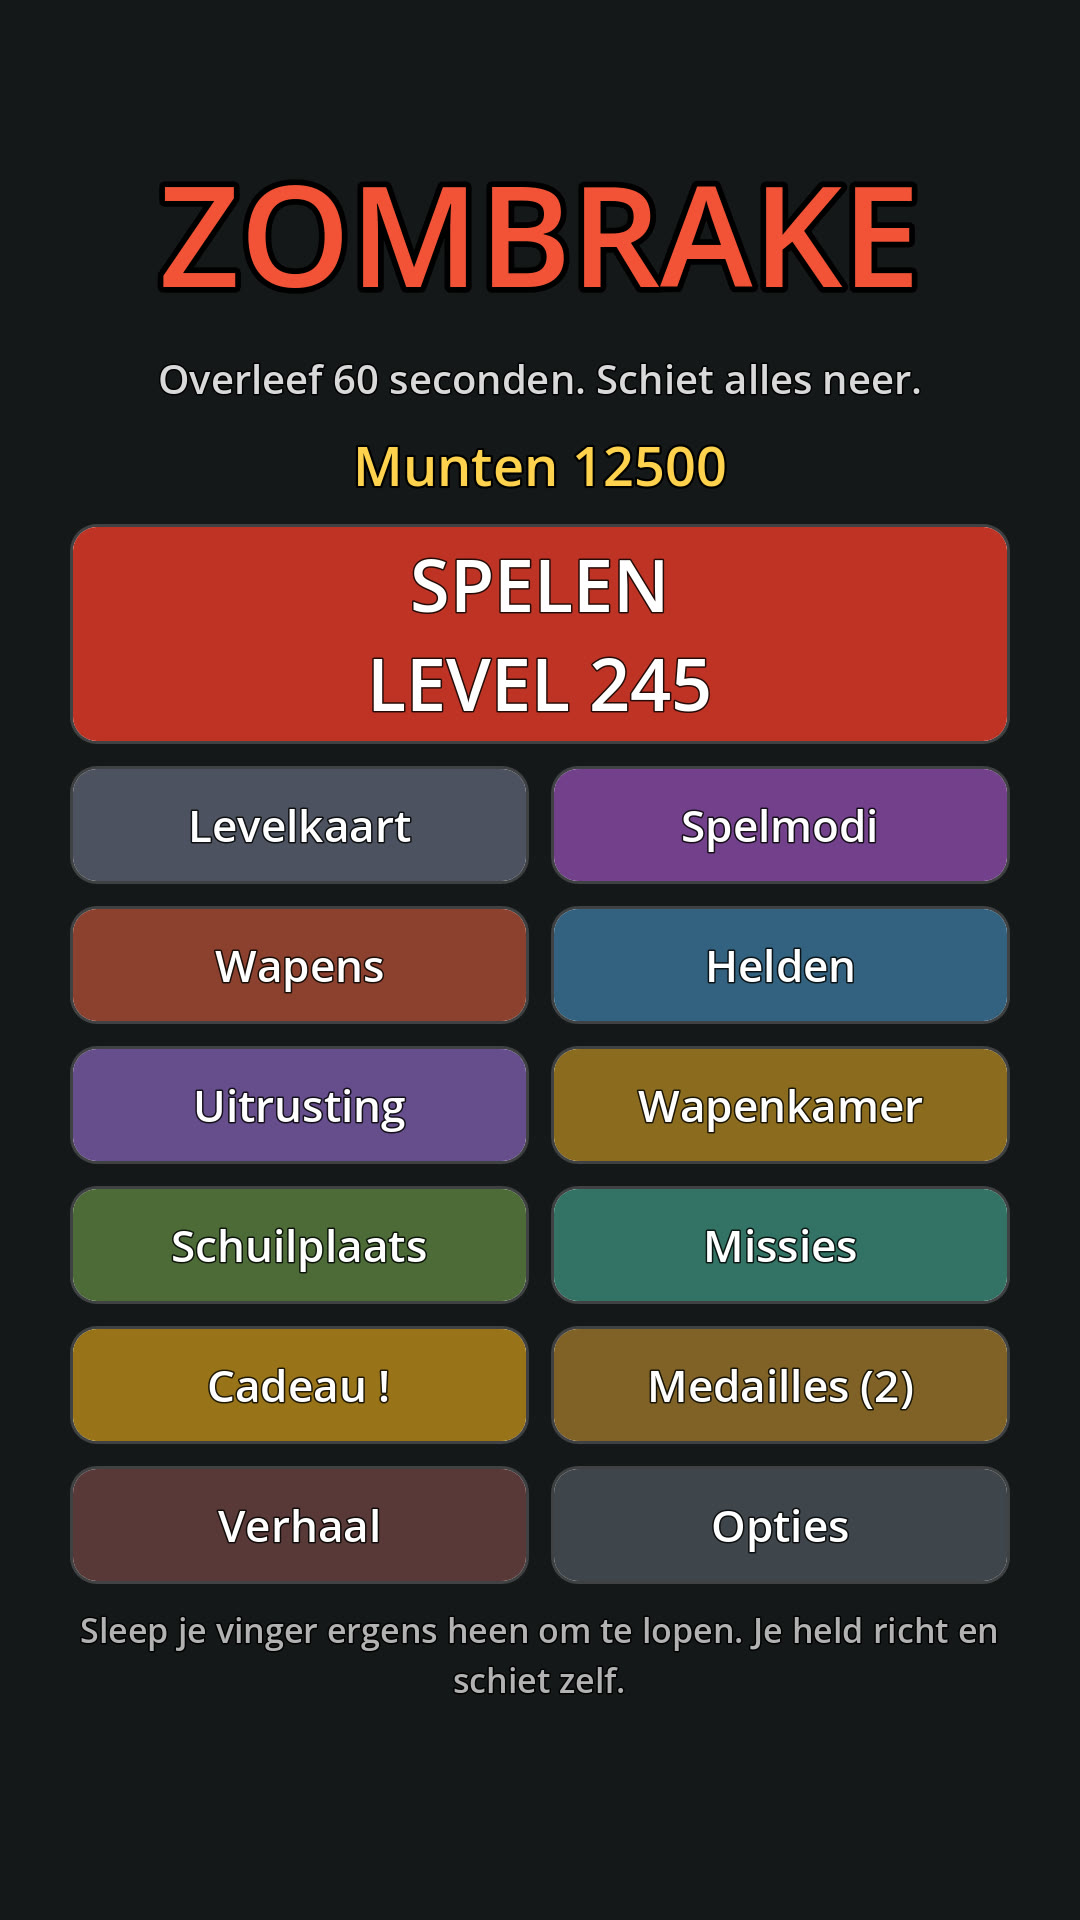 ZOMBRAKE
Overleef 60 seconden. Schiet alles neer.
Munten 12500
SPELEN
LEVEL 245
Levelkaart
Spelmodi
Wapens
Helden
Uitrusting
Wapenkamer
Schuilplaats
Missies
Cadeau !
Medailles (2)
Verhaal
Opties
Sleep je vinger ergens heen om te lopen. Je held richt en
schiet zelf.